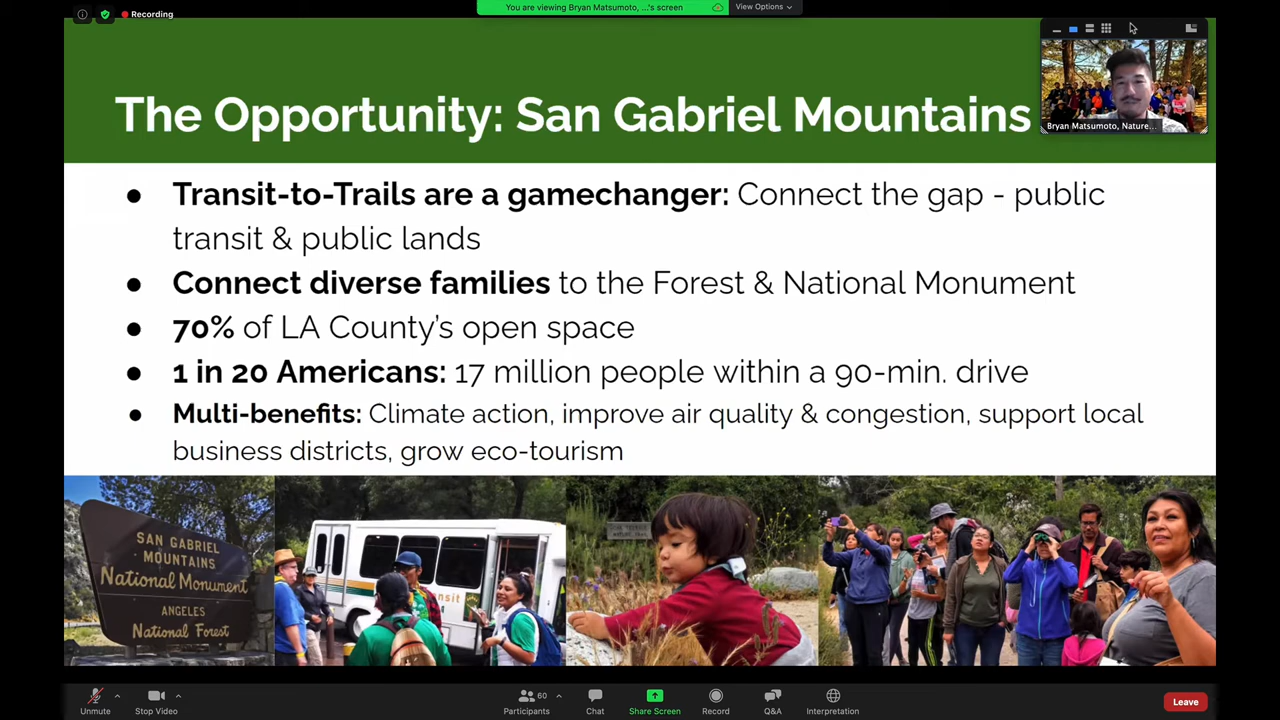 Recording
You are viewing Bryan Matsumoto, ...'s screen
View Options
The Opportunity: San Gabriel Mountains
Bryan Matsumoto, Nature...
● Transit-to-Trails are a gamechanger: Connect the gap - public
transit & public lands
● Connect diverse families to the Forest & National Monument
● 70% of LA County's open space
● 1 in 20 Americans: 17 million people within a 90-min. drive
● Multi-benefits: Climate action, improve air quality & congestion, support local
business districts, grow eco-tourism
SAN GABRIEL
MOUNTAINS
National Monument
ANGELES
National Forest
Unmute
Stop Video
60
Participants
Chat
Share Screen
Record
Q&A
Interpretation
Leave